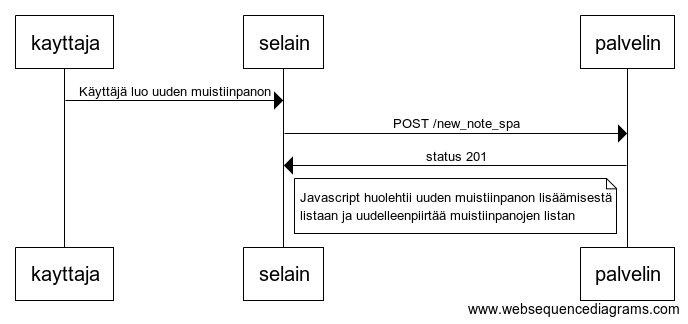 kayttaja
selain
palvelin
Käyttäjä luo uuden muistiinpanon
POST /new_note_spa
status 201
Javascript huolehtii uuden muistiinpanon lisäämisestä
listaan ja uudelleenpiirtää muistiinpanojen listan
kayttaja
selain
palvelin
www.websequencediagrams.com